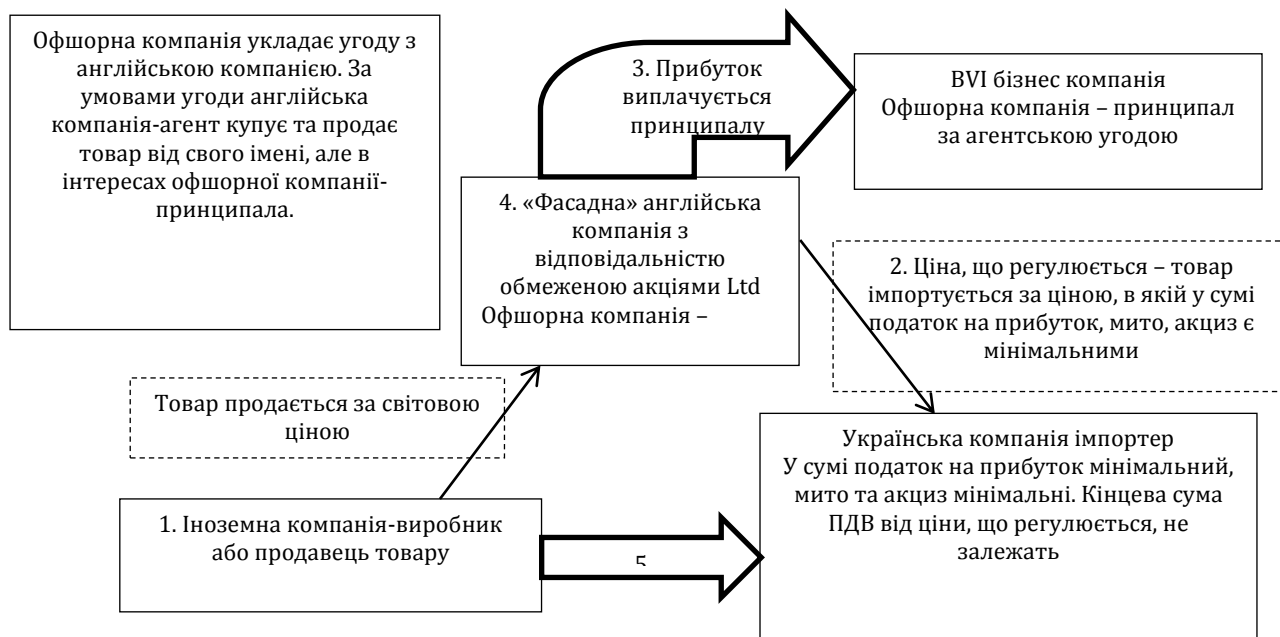 Офшорна компанія укладає угоду з
англійською компанією. За
умовами угоди англійська
компанія-агент купує та продає
товар від свого імені, але в
інтересах офшорної компанії-
принципала.
3. Прибуток
виплачується
принципалу
BVI бізнес компанія
Офшорна компанія – принципал
за агентською угодою
4. «Фасадна» англійська
компанія з
відповідальністю
обмеженою акціями Ltd
Офшорна компанія –
2. Ціна, що регулюється – товар
імпортується за ціною, в якій у сумі
податок на прибуток, мито, акциз є
мінімальними
Товар продається за світовою
ціною
1. Іноземна компанія-виробник
або продавець товару
5
Українська компанія імпортер
У сумі податок на прибуток мінімальний,
мито та акциз мінімальні. Кінцева сума
ПДВ від ціни, що регулюється, не
залежать